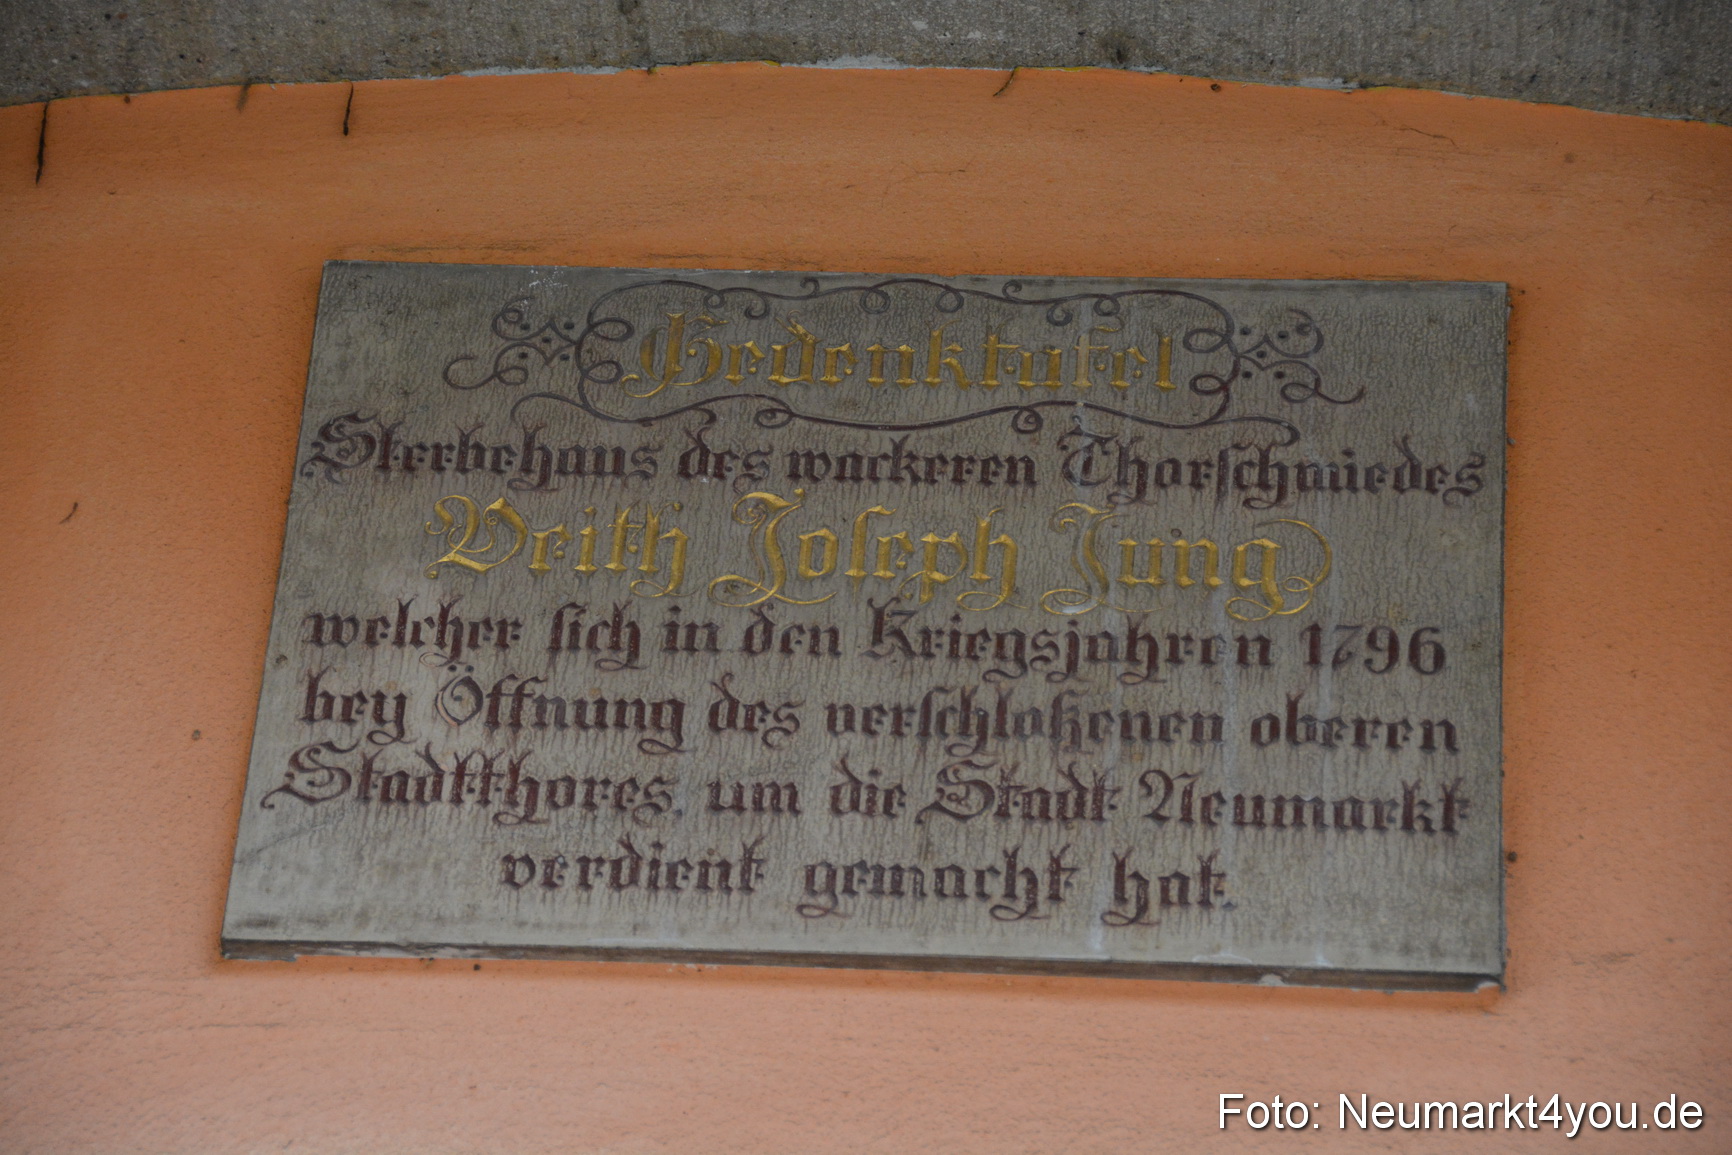 Gedenktafel
Sterbehaus des wackeren Thorschmiedes
Veith Joseph Jung
welcher sich in den Kriegsjahren 1796
bey Öffnung des verschloßenen oberen
Stadtthores, um die Stadt Neumarkt
verdient gemacht hat.
Foto: Neumarkt4you.de